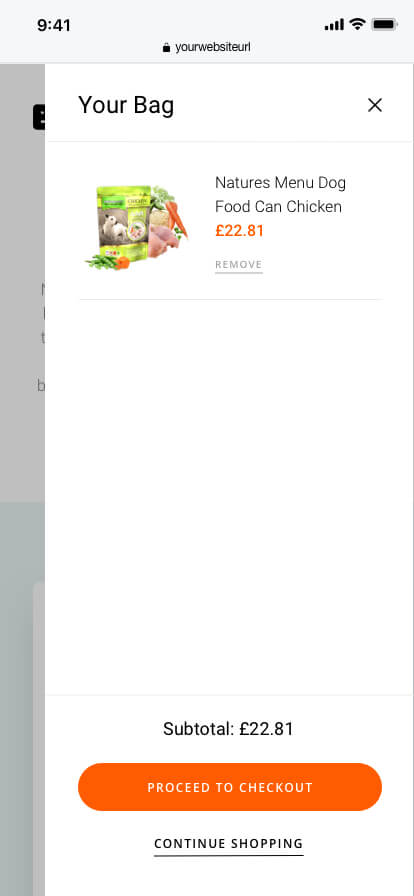 9:41
yourwebsiteurl
Your Bag
Natures Menu Dog
Food Can Chicken
£22.81
REMOVE
Subtotal: £22.81
PROCEED TO CHECKOUT
CONTINUE SHOPPING